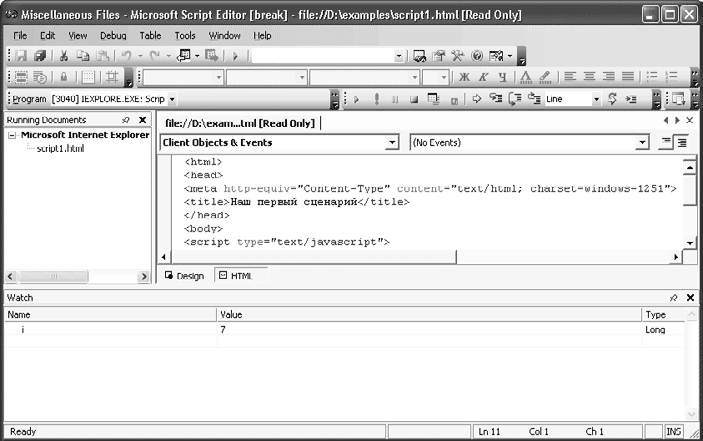 Miscellaneous Files - Microsoft Script Editor [break] - file://D:\examples\script1.html [Read Only]
File Edit View Debug Table Tools Window Help
Ж К Ч
Program [3040] IEXPLORE.EXE: Scrip Line
Running Documents
Microsoft Internet Explorer
script1.html
file://D:\exam...tml [Read Only]
Client Objects & Events (No Events)
<html>
<head>
<meta http-equiv="Content-Type" content="text/html; charset-windows-1251">
<title>Наш первый сценарий</title>
</head>
<body>
<script type="text/javascript">
Design HTML
Watch
Name Value Type
i 7 Long
Ready Ln 11 Col 1 Ch 1 INS